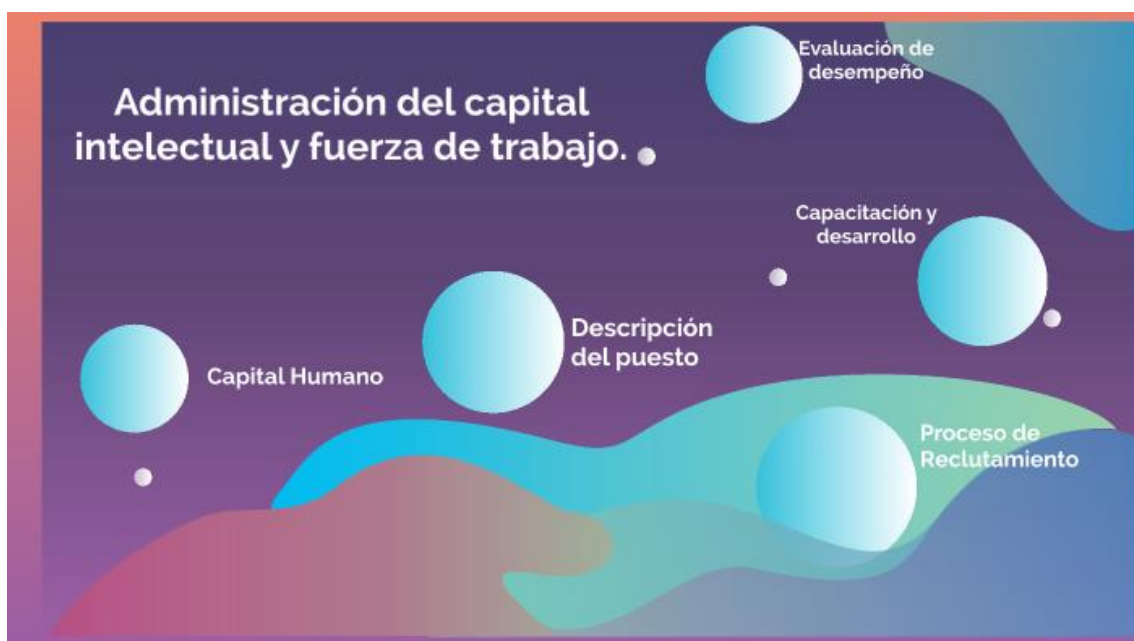 Administración del capital
intelectual y fuerza de trabajo.
Evaluación de
desempeño
Capacitación y
desarrollo
Descripción
del puesto
Capital Humano
Proceso de
Reclutamiento